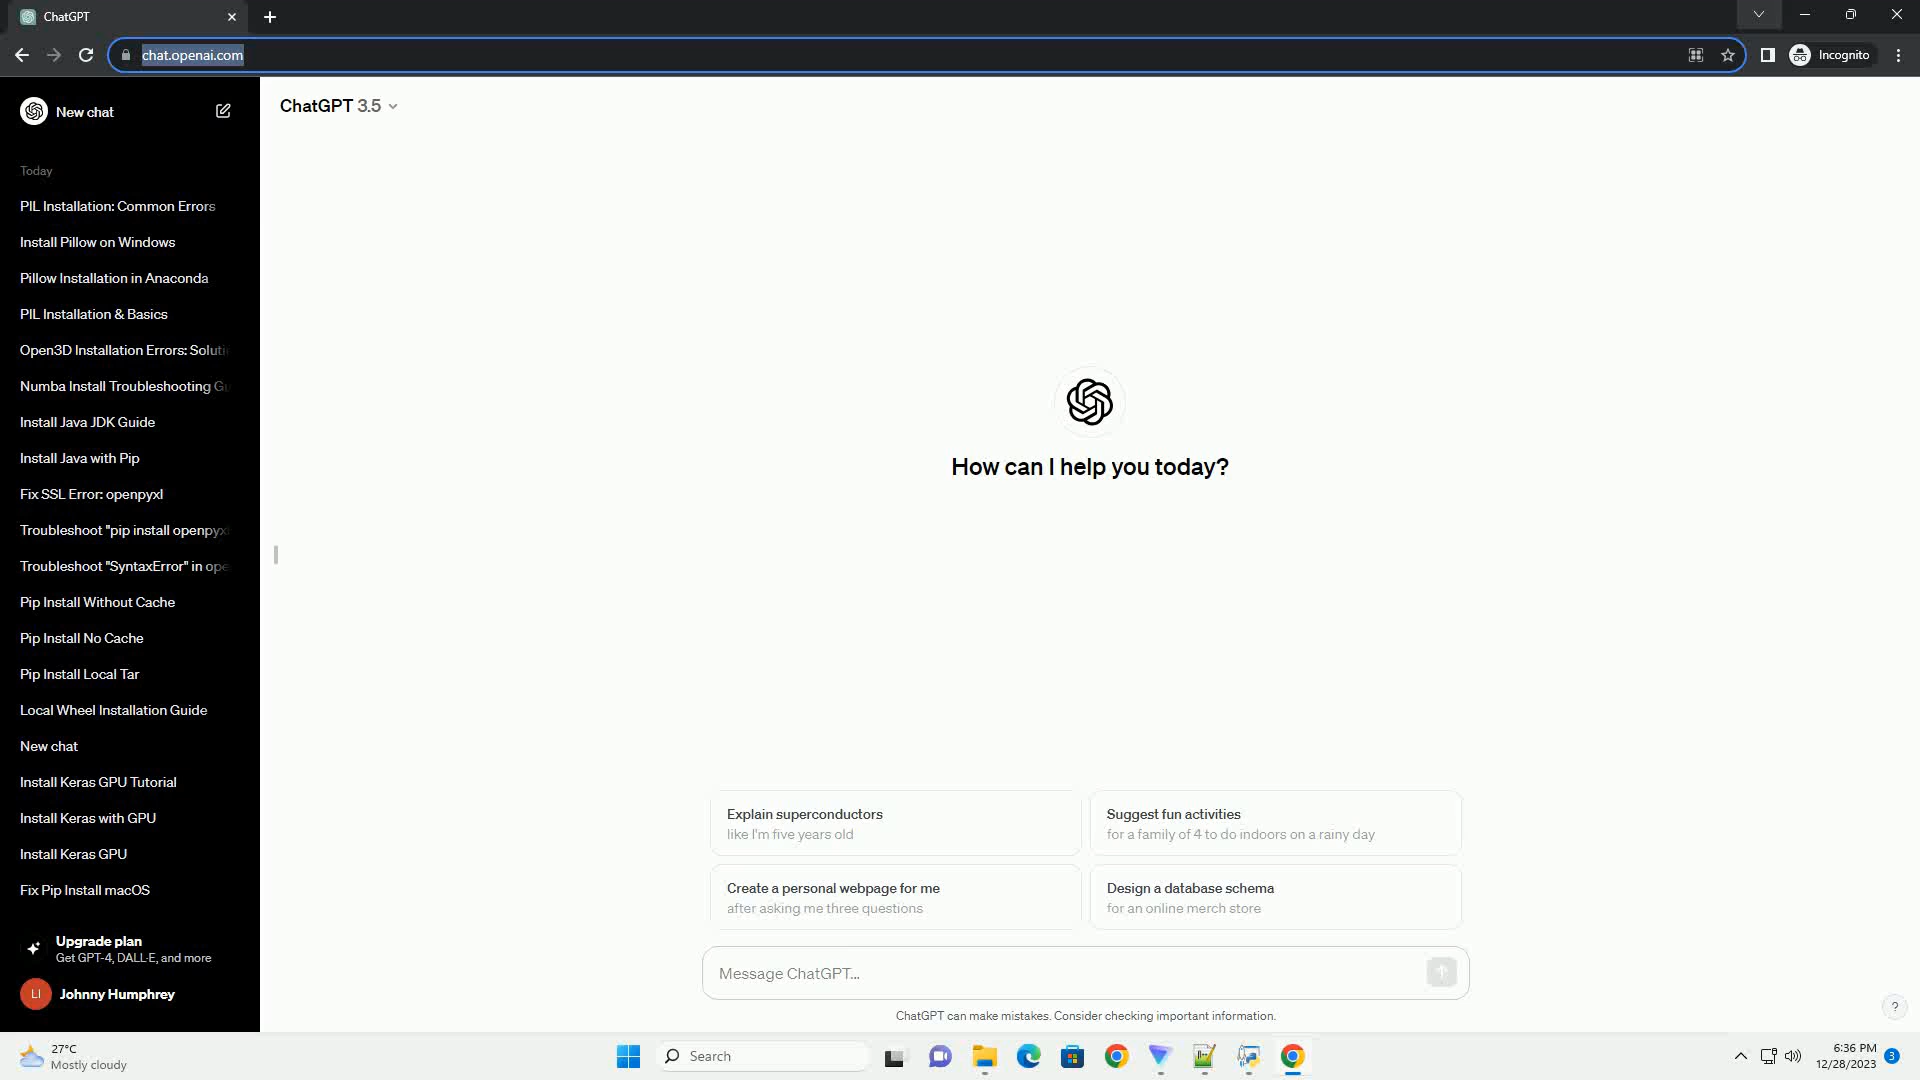 ChatGPT
chat.openai.com
Incognito
New chat
ChatGPT 3.5
Today
PIL Installation: Common Errors
Install Pillow on Windows
Pillow Installation in Anaconda
PIL Installation & Basics
Open3D Installation Errors: Soluti
Numba Install Troubleshooting Gu
Install Java JDK Guide
Install Java with Pip
Fix SSL Error: openpyxl
Troubleshoot "pip install openpyx
Troubleshoot "SyntaxError" in ope
Pip Install Without Cache
Pip Install No Cache
Pip Install Local Tar
Local Wheel Installation Guide
New chat
Install Keras GPU Tutorial
Install Keras with GPU
Install Keras GPU
Fix Pip Install macOS
Upgrade plan
Get GPT-4, DALL·E, and more
LI
Johnny Humphrey
How can I help you today?
Explain superconductors
like I'm five years old
Suggest fun activities
for a family of 4 to do indoors on a rainy day
Create a personal webpage for me
after asking me three questions
Design a database schema
for an online merch store
Message ChatGPT...
ChatGPT can make mistakes. Consider checking important information.
?
27°C
Mostly cloudy
Search
6:36 PM
12/28/2023
3